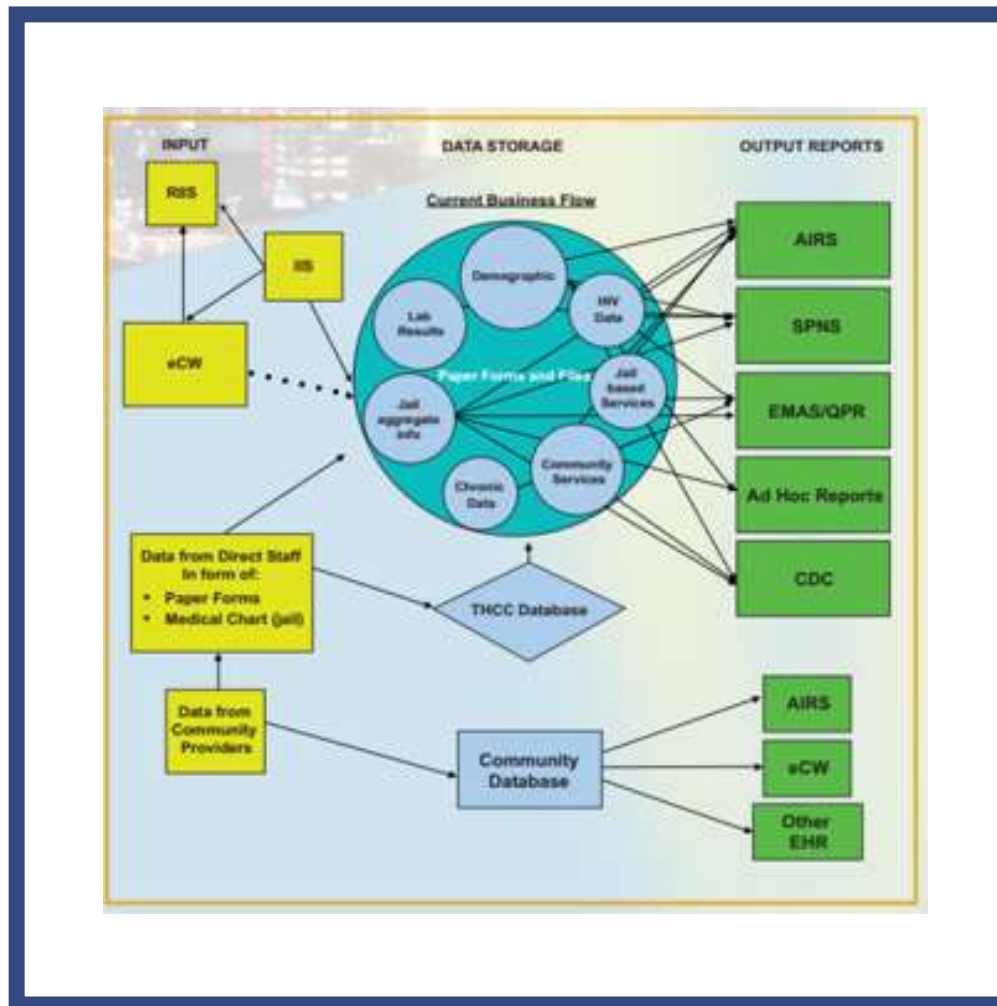 INPUT
DATA STORAGE
OUTPUT REPORTS
RIIS
IIS
eCW
Current Business Flow
Demographic
INV
Data
Lab
Results
Paper Forms and Files
Jail
based
Services
Jail
aggregate
info
Community
Services
Chronic
Data
AIRS
SPNS
EMAS/QPR
Ad Hoc Reports
CDC
Data from Direct Staff
In form of:
• Paper Forms
• Medical Chart (jail)
THCC Database
Data from
Community
Providers
Community
Database
AIRS
eCW
Other
EHR